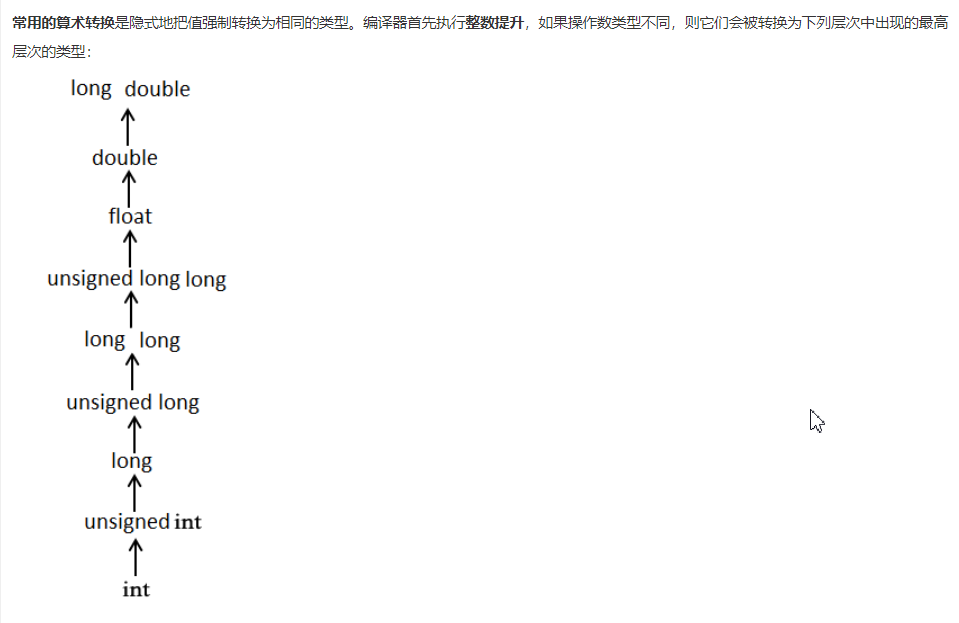 常用的算术转换是隐式地把值强制转换为相同的类型。编译器首先执行整数提升，如果操作数类型不同，则它们会被转换为下列层次中出现的最高
层次的类型：
long double
double
float
unsigned long long
long long
unsigned long
long
unsigned int
int